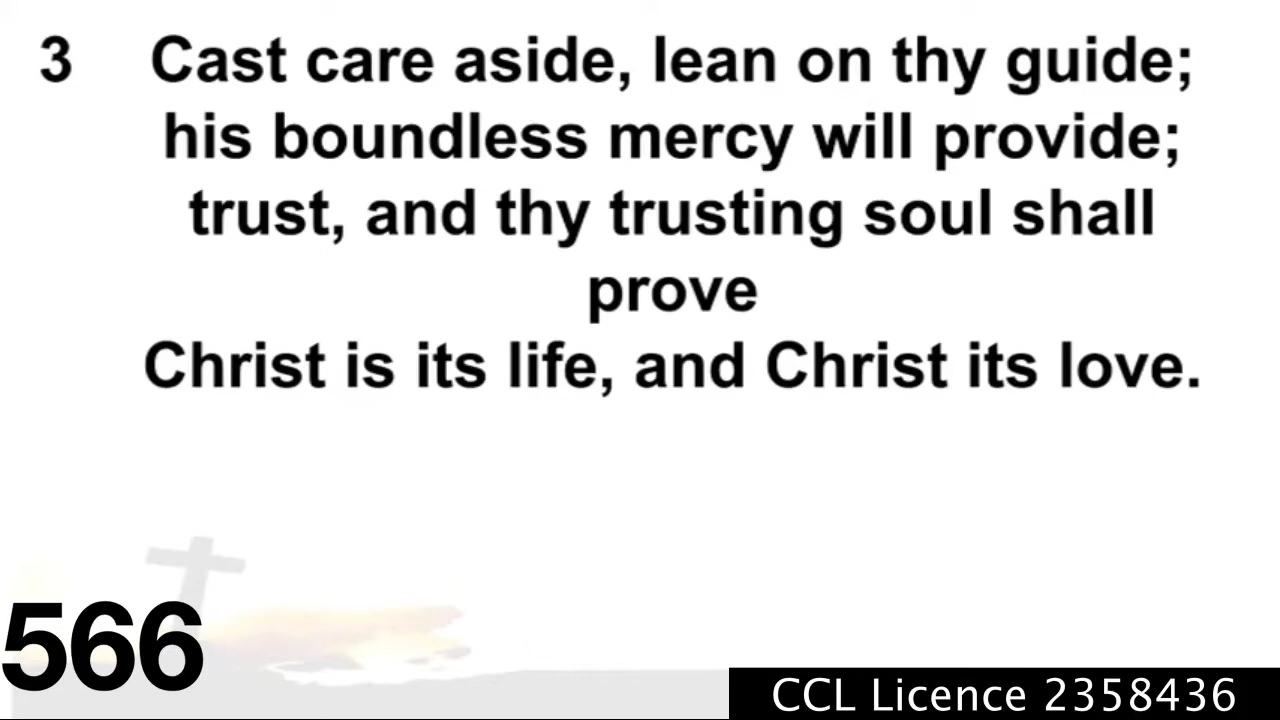 3 Cast care aside, lean on thy guide;
his boundless mercy will provide;
trust, and thy trusting soul shall
prove
Christ is its life, and Christ its love.
566
CCL Licence 2358436